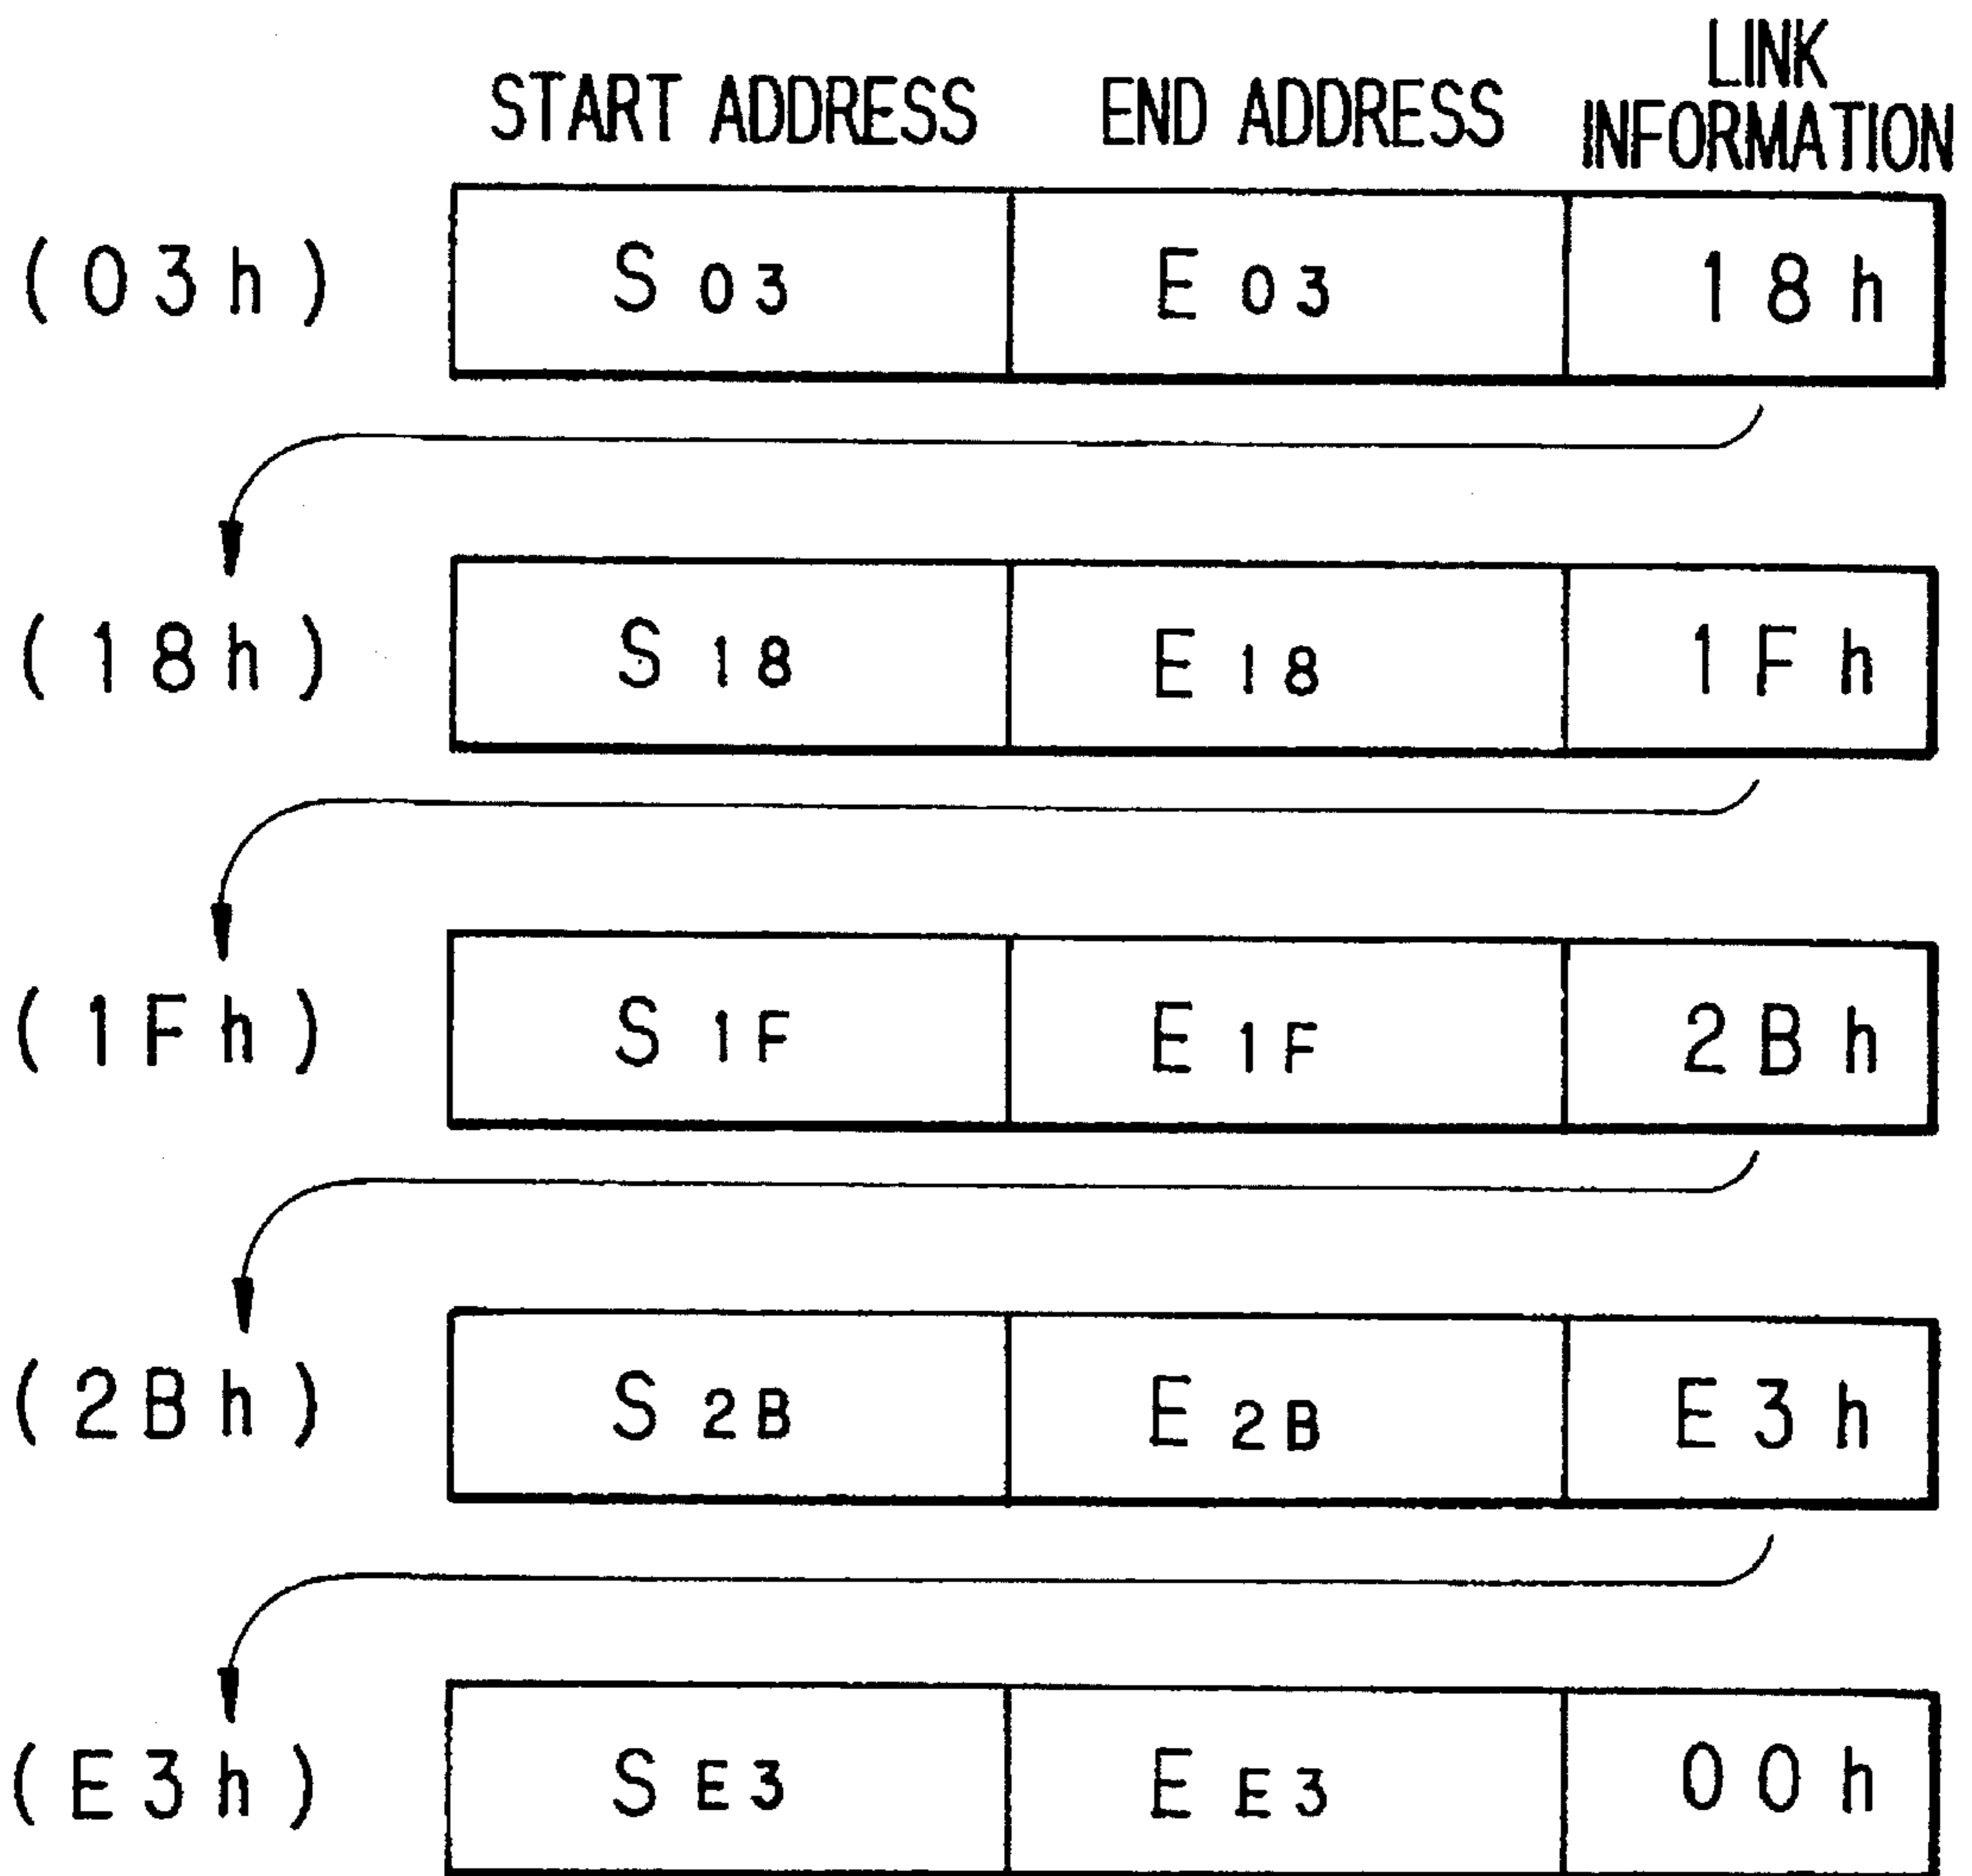 START ADDRESS END ADDRESS LINK INFORMATION
(03h) S03 E03 18h
(18h) S18 E18 1Fh
(1Fh) S1F E1F 2Bh
(2Bh) S2B E2B E3h
(E3h) SE3 EE3 00h